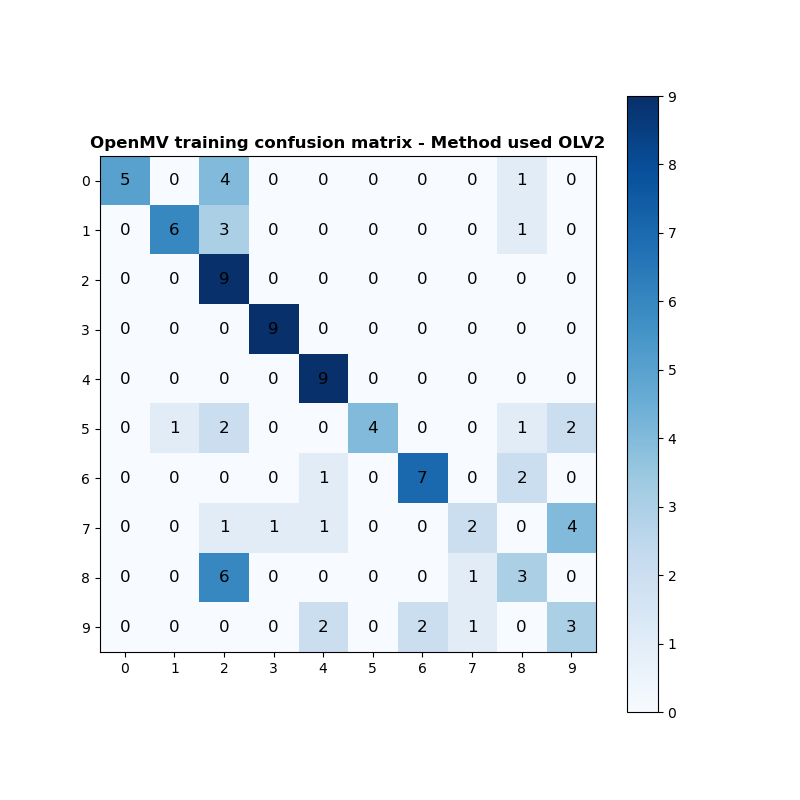 OpenMV training confusion matrix - Method used OLV2
0 5 0 4 0 0 0 0 0 1 0
1 0 6 3 0 0 0 0 0 1 0
2 0 0 9 0 0 0 0 0 0 0
3 0 0 0 9 0 0 0 0 0 0
4 0 0 0 0 9 0 0 0 0 0
5 0 1 2 0 0 4 0 0 1 2
6 0 0 0 0 1 0 7 0 2 0
7 0 0 1 1 1 0 0 2 0 4
8 0 0 6 0 0 0 0 1 3 0
9 0 0 0 0 2 0 2 1 0 3
0 1 2 3 4 5 6 7 8 9
9
8
7
6
5
4
3
2
1
0